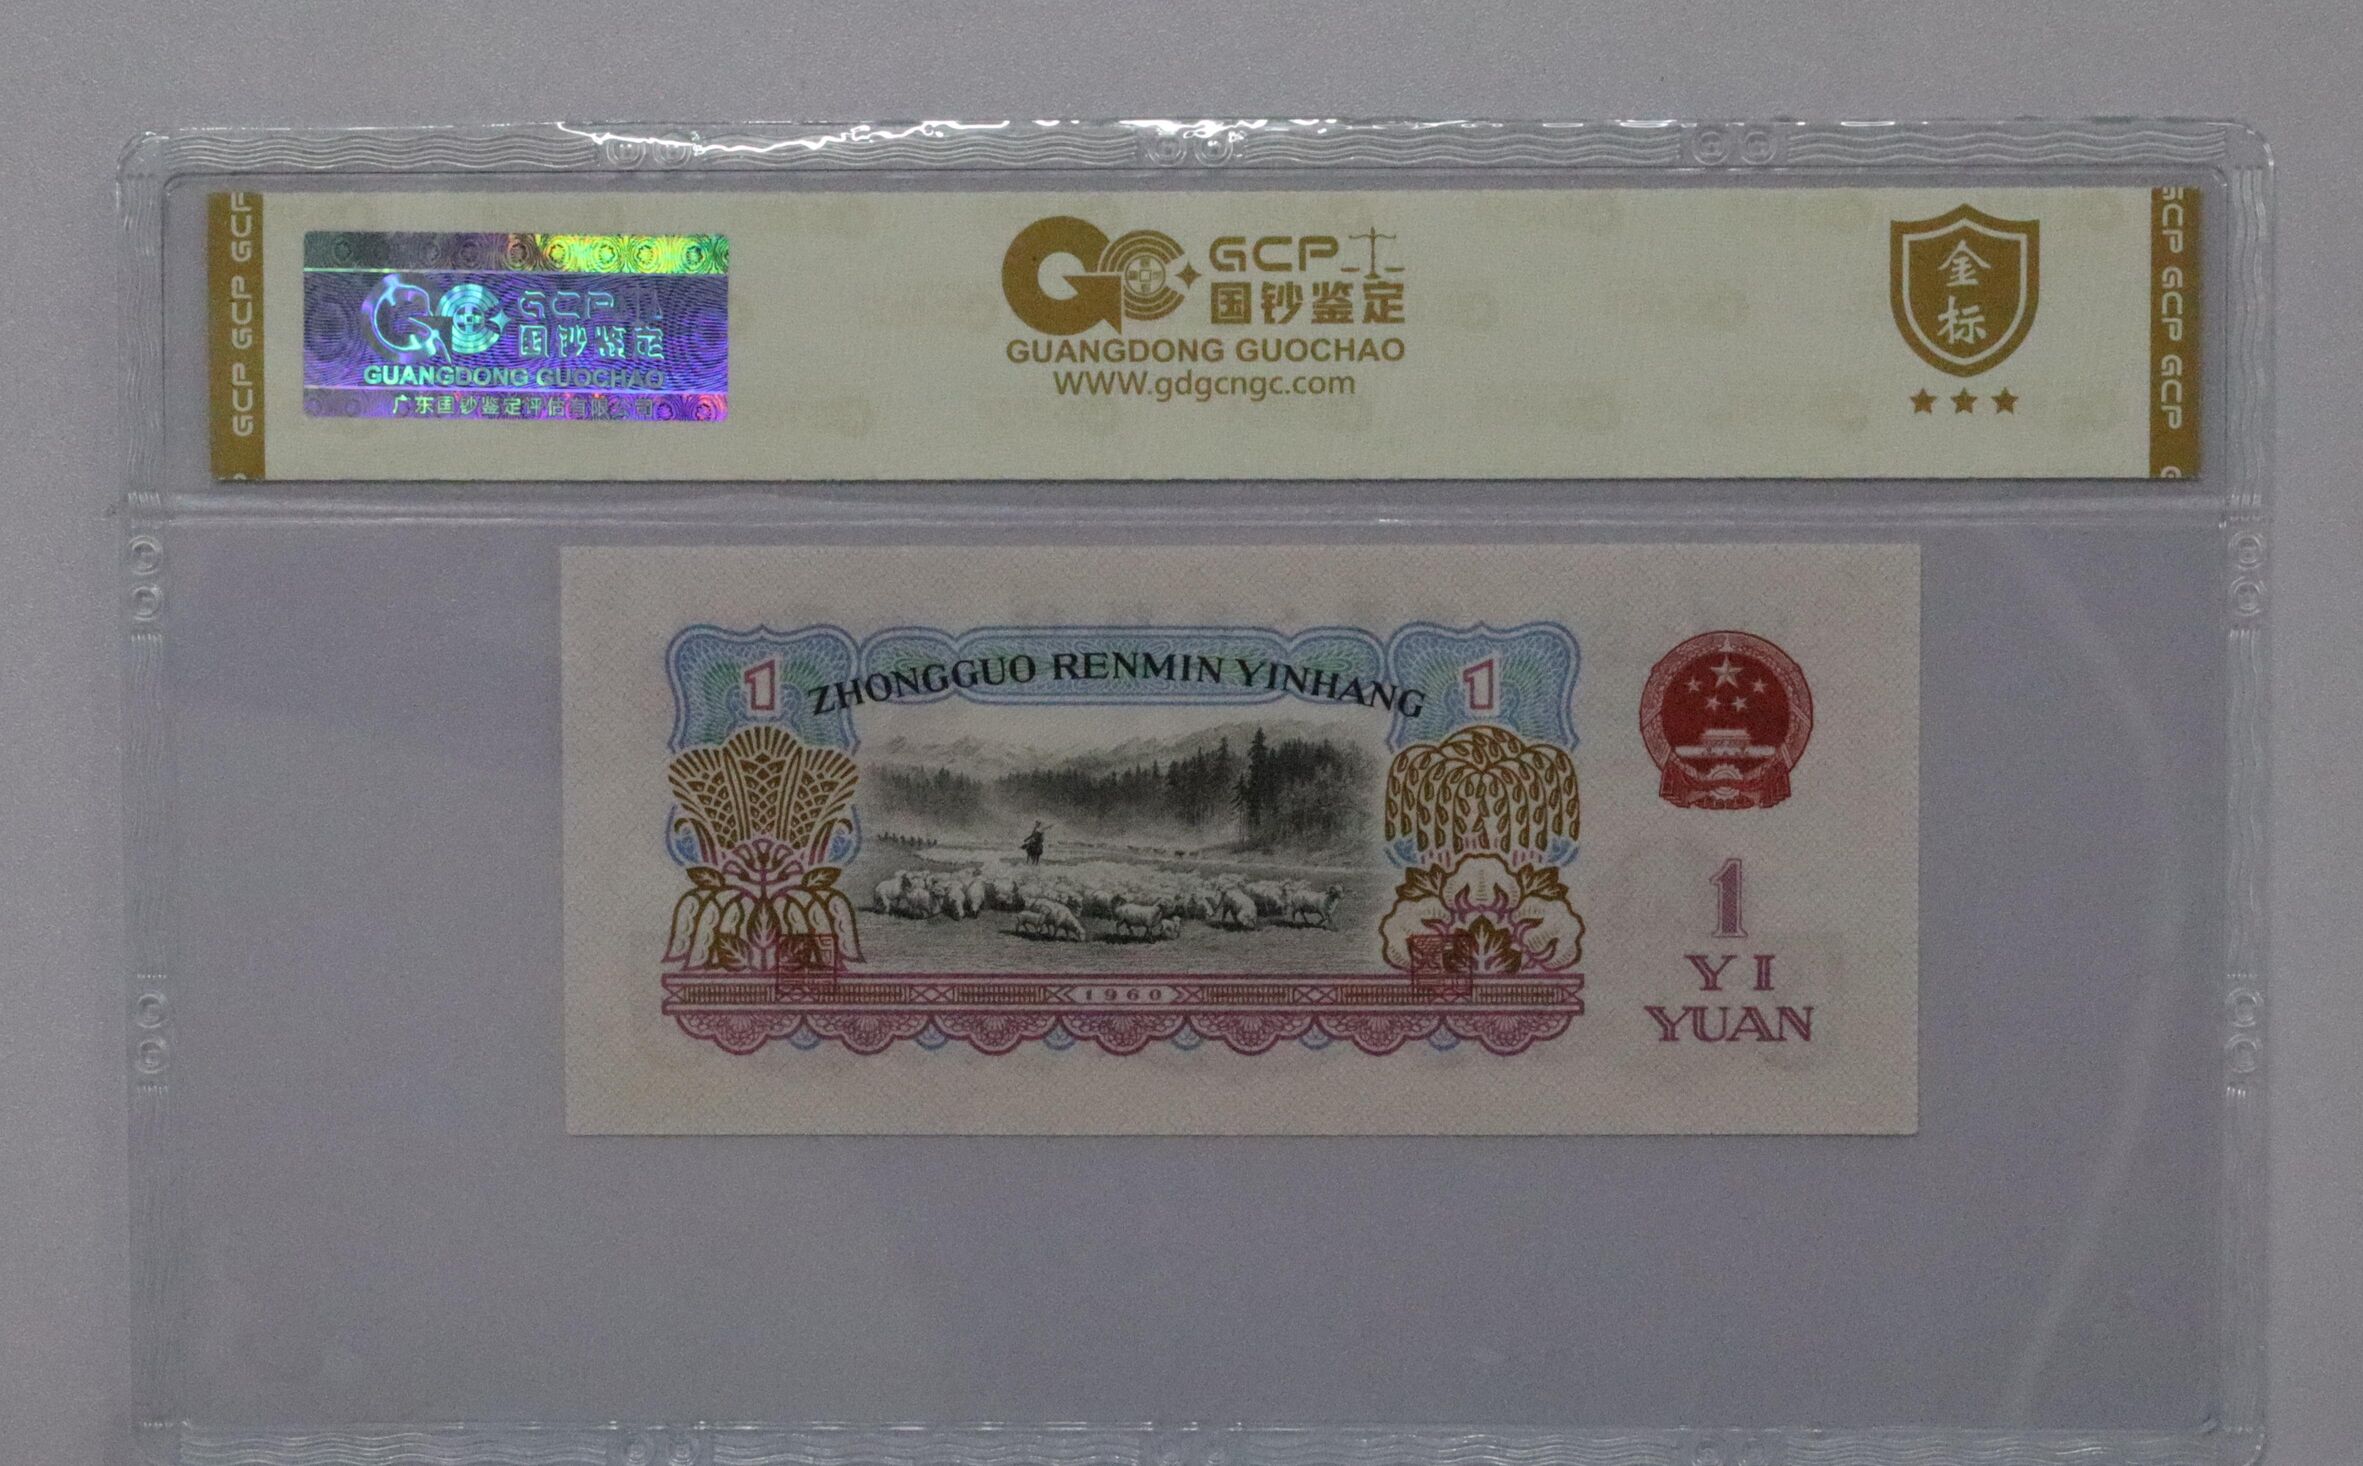 GCP GCP GCP
GCP
国钞鉴定
GUANGDONG GUOCHAO
广东国钞鉴定评估有限公司
GCP
国钞鉴定
GUANGDONG GUOCHAO
WWW.gdgcngc.com
金
标
GCP GCP GCP
ZHONGGUO RENMIN YINHANG
1
1
1
YI
YUAN
1960